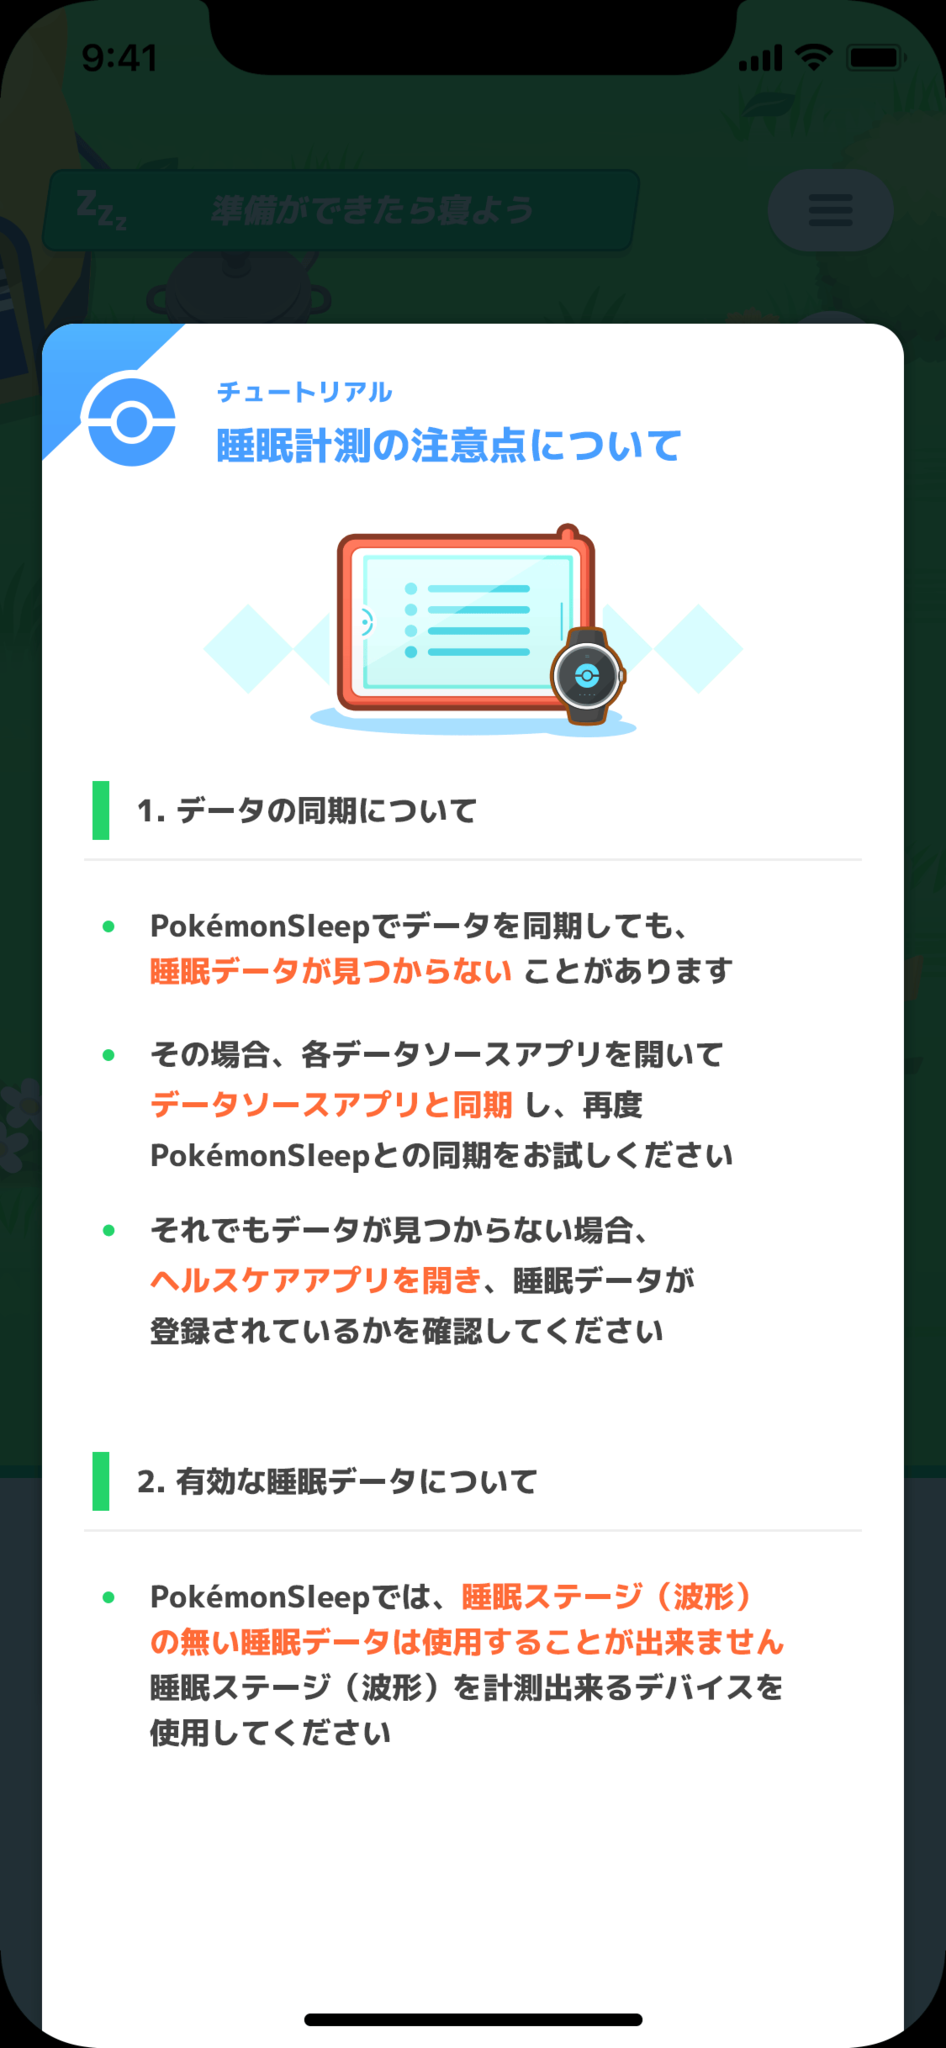 9:41
zZz
準備ができたら寝よう
チュートリアル
睡眠計測の注意点について
1. データの同期について
PokémonSleepでデータを同期しても、
睡眠データが見つからない ことがあります
その場合、各データソースアプリを開いて
データソースアプリと同期 し、再度
PokémonSleepとの同期をお試しください
それでもデータが見つからない場合、
ヘルスケアアプリを開き、睡眠データが
登録されているかを確認してください
2. 有効な睡眠データについて
PokémonSleepでは、睡眠ステージ（波形）
の無い睡眠データは使用することが出来ません
睡眠ステージ（波形）を計測出来るデバイスを
使用してください